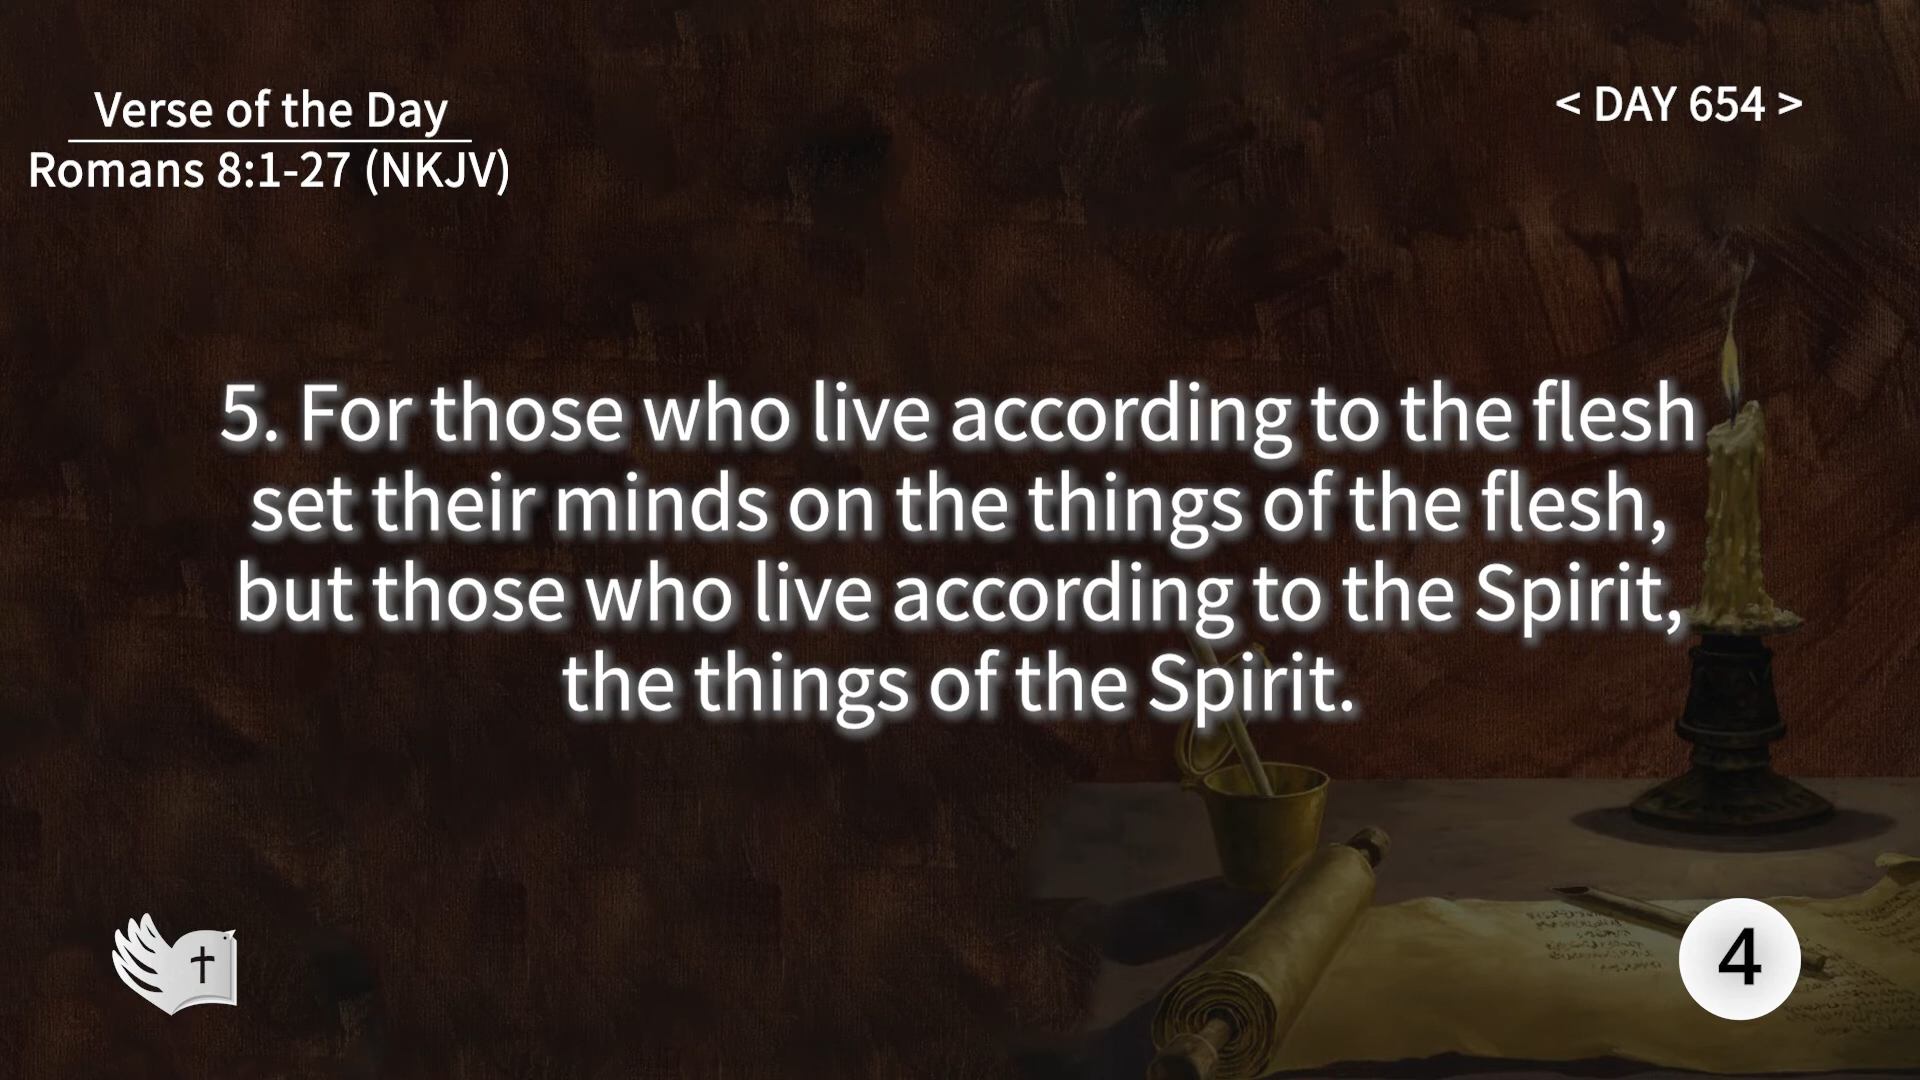 Verse of the Day
Romans 8:1-27 (NKJV)
< DAY 654 >
5. For those who live according to the flesh
set their minds on the things of the flesh,
but those who live according to the Spirit,
the things of the Spirit.
4